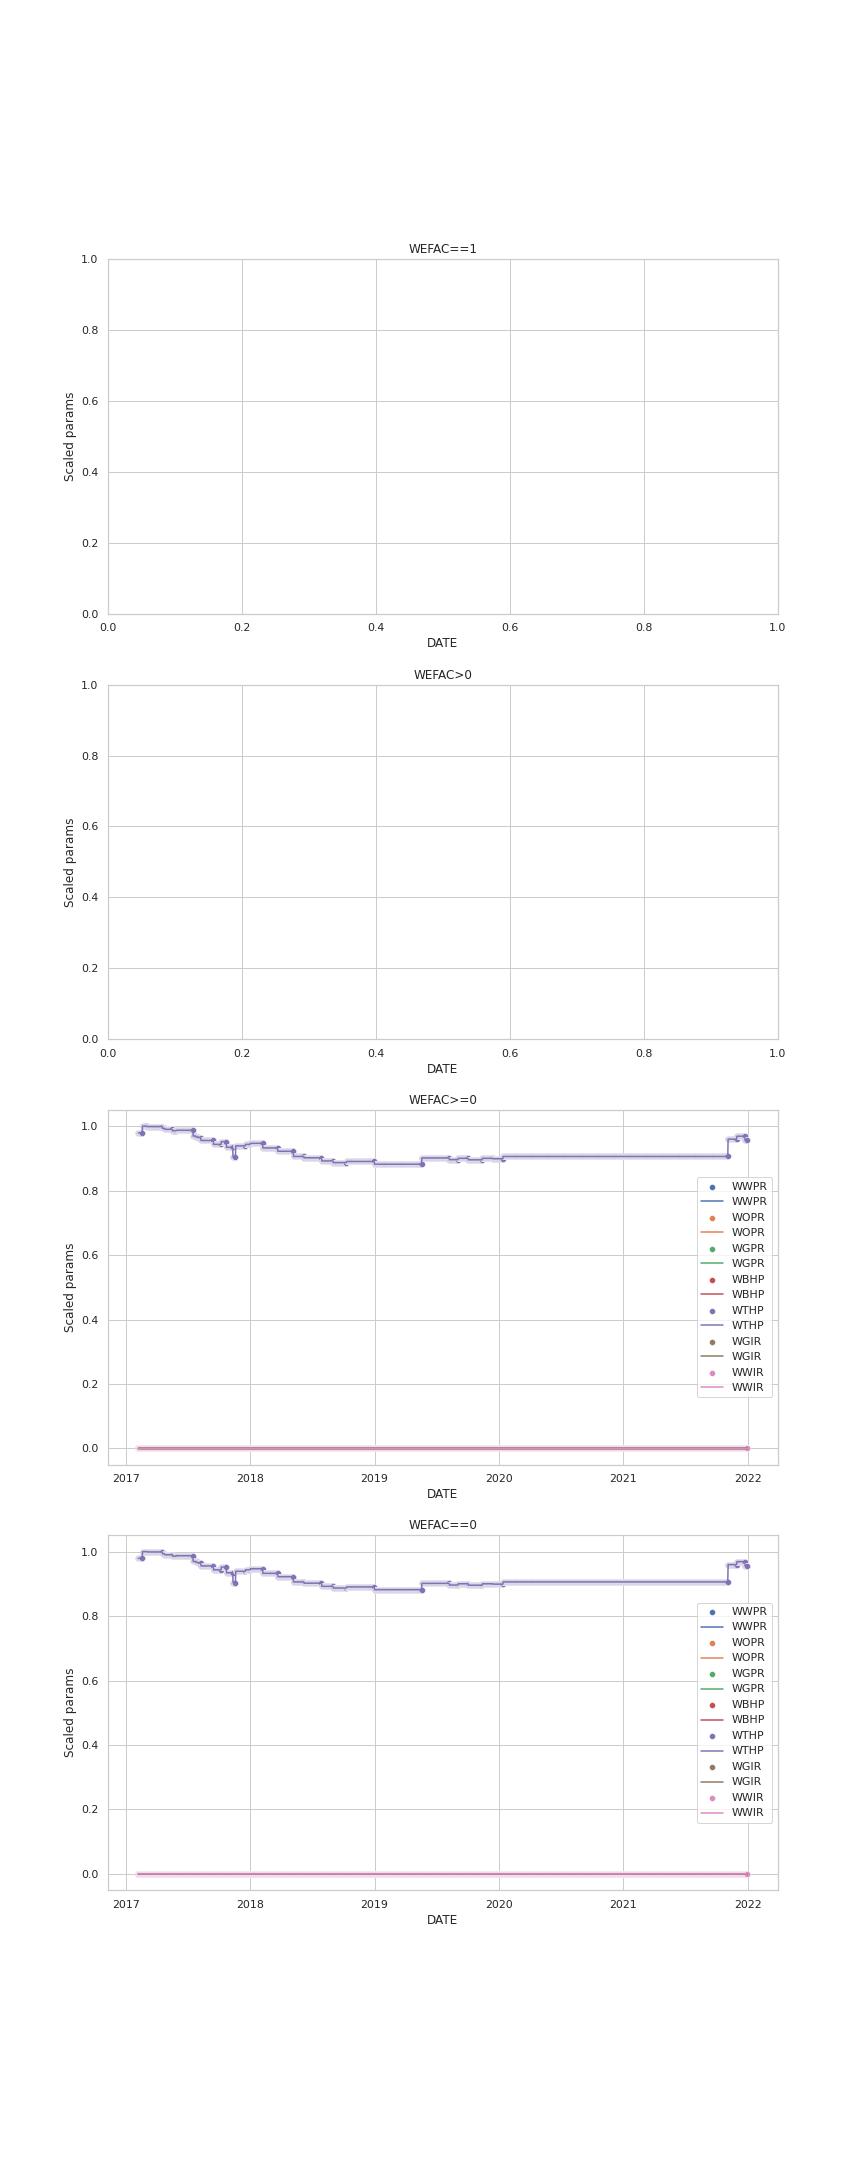 WEFAC==1
1.0
0.8
0.6
0.4
0.2
0.0
Scaled params
0.0 0.2 0.4 0.6 0.8 1.0
DATE
WEFAC>0
1.0
0.8
0.6
0.4
0.2
0.0
Scaled params
0.0 0.2 0.4 0.6 0.8 1.0
DATE
WEFAC>=0
1.0
0.8
0.6
0.4
0.2
0.0
Scaled params
WWPR
WWPR
WOPR
WOPR
WGPR
WGPR
WBHP
WBHP
WTHP
WTHP
WGIR
WGIR
WWIR
WWIR
2017 2018 2019 2020 2021 2022
DATE
WEFAC==0
1.0
0.8
0.6
0.4
0.2
0.0
Scaled params
WWPR
WWPR
WOPR
WOPR
WGPR
WGPR
WBHP
WBHP
WTHP
WTHP
WGIR
WGIR
WWIR
WWIR
2017 2018 2019 2020 2021 2022
DATE